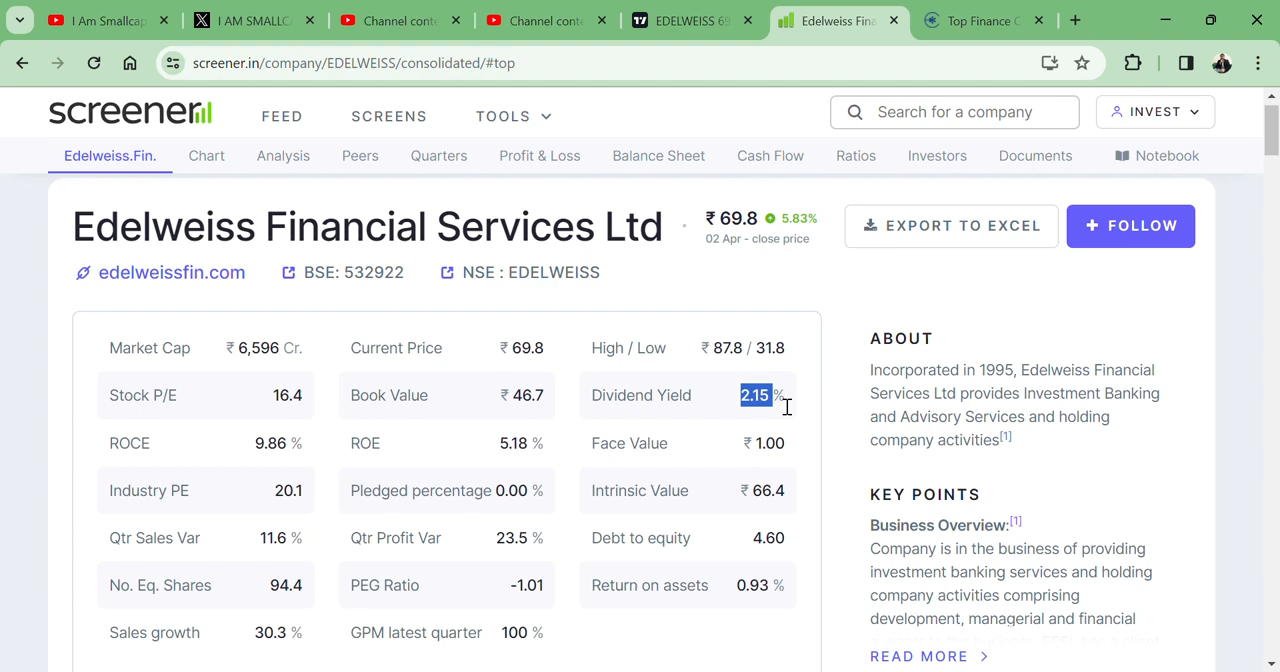 I Am Smallcap
I AM SMALLC
Channel conte
Channel conte
EDELWEISS 69
Edelweiss Fina
Top Finance C
screener.in/company/EDELWEISS/consolidated/#top
screener
FEED
SCREENS
TOOLS
Search for a company
INVEST
Edelweiss.Fin.
Chart
Analysis
Peers
Quarters
Profit & Loss
Balance Sheet
Cash Flow
Ratios
Investors
Documents
Notebook
Edelweiss Financial Services Ltd
₹ 69.8 5.83%
02 Apr - close price
EXPORT TO EXCEL
+ FOLLOW
edelweissfin.com
BSE: 532922
NSE : EDELWEISS
Market Cap ₹ 6,596 Cr.
Current Price ₹ 69.8
High / Low ₹ 87.8 / 31.8
Stock P/E 16.4
Book Value ₹ 46.7
Dividend Yield 2.15 %
ROCE 9.86 %
ROE 5.18 %
Face Value ₹ 1.00
Industry PE 20.1
Pledged percentage 0.00 %
Intrinsic Value ₹ 66.4
Qtr Sales Var 11.6 %
Qtr Profit Var 23.5 %
Debt to equity 4.60
No. Eq. Shares 94.4
PEG Ratio -1.01
Return on assets 0.93 %
Sales growth 30.3 %
GPM latest quarter 100 %
ABOUT
Incorporated in 1995, Edelweiss Financial
Services Ltd provides Investment Banking
and Advisory Services and holding
company activities[1]
KEY POINTS
Business Overview:[1]
Company is in the business of providing
investment banking services and holding
company activities comprising
development, managerial and financial
READ MORE